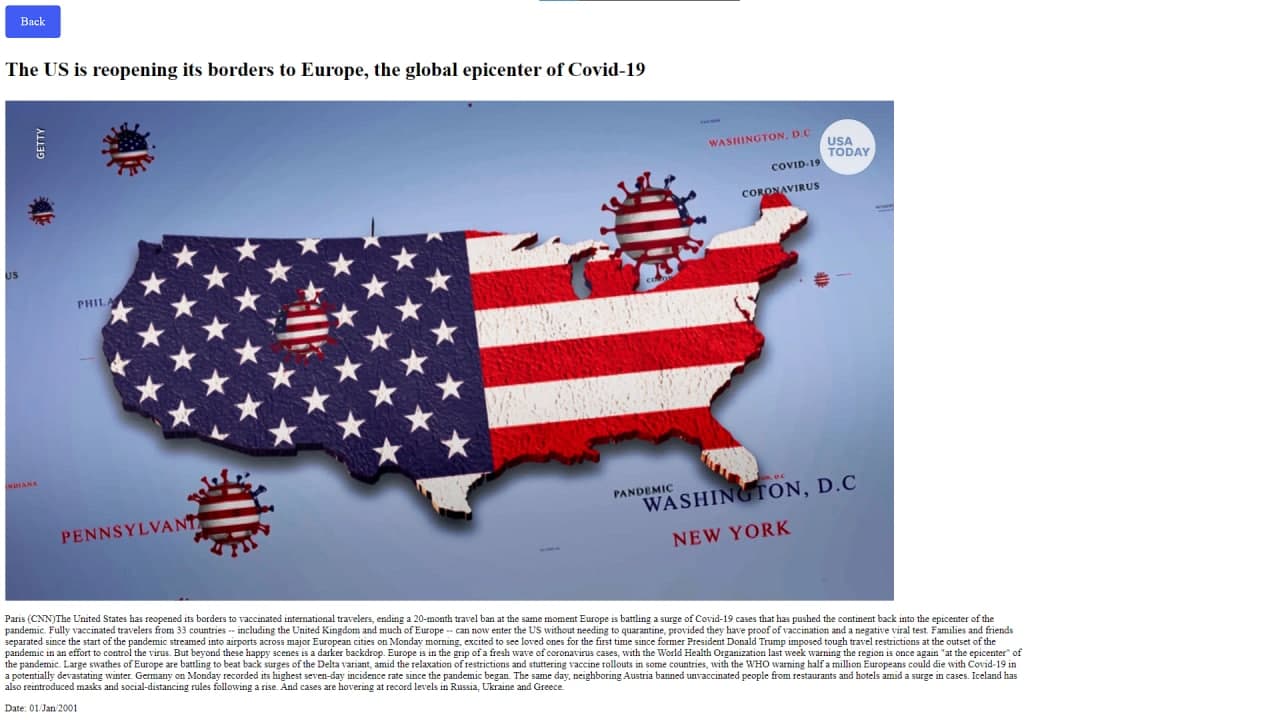 Back
The US is reopening its borders to Europe, the global epicenter of Covid-19
GETTY
WASHINGTON, D.C
USA
TODAY
COVID-19
CORONAVIRUS
US
PHILA
INDIANA
PENNSYLVANI
PANDEMIC
WASHINGTON, D.C
NEW YORK
Paris (CNN)The United States has reopened its borders to vaccinated international travelers, ending a 20-month travel ban at the same moment Europe is battling a surge of Covid-19 cases that has pushed the continent back into the epicenter of the
pandemic. Fully vaccinated travelers from 33 countries -- including the United Kingdom and much of Europe -- can now enter the US without needing to quarantine, provided they have proof of vaccination and a negative viral test. Families and friends
separated since the start of the pandemic streamed into airports across major European cities on Monday morning, excited to see loved ones for the first time since former President Donald Trump imposed tough travel restrictions at the outset of the
pandemic in an effort to control the virus. But beyond these happy scenes is a darker backdrop. Europe is in the grip of a fresh wave of coronavirus cases, with the World Health Organization last week warning the region is once again "at the epicenter" of
the pandemic. Large swathes of Europe are battling to beat back surges of the Delta variant, amid the relaxation of restrictions and stuttering vaccine rollouts in some countries, with the WHO warning half a million Europeans could die with Covid-19 in
a potentially devastating winter. Germany on Monday recorded its highest seven-day incidence rate since the pandemic began. The same day, neighboring Austria banned unvaccinated people from restaurants and hotels amid a surge in cases. Iceland has
also reintroduced masks and social-distancing rules following a rise. And cases are hovering at record levels in Russia, Ukraine and Greece.
Date: 01/Jan/2001